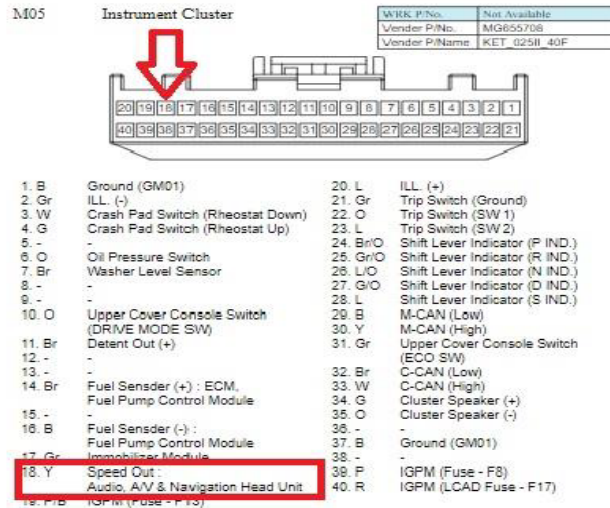 M05 Instrument Cluster
WRK P/No. Not Available
Vender P/No. MG655708
Vender P/Name KET_025II_40F
20 19 18 17 16 15 14 13 12 11 10 9 8 7 6 5 4 3 2 1
40 39 38 37 36 35 34 33 32 31 30 29 28 27 26 25 24 23 22 21
1. B Ground (GM01)
2. Gr ILL. (-)
3. W Crash Pad Switch (Rheostat Down)
4. G Crash Pad Switch (Rheostat Up)
5. - -
6. O Oil Pressure Switch
7. Br Washer Level Sensor
8. - -
9. - -
10. O Upper Cover Console Switch
(DRIVE MODE SW)
11. Br Detent Out (+)
12. - -
13. - -
14. Br Fuel Sensder (+) : ECM,
Fuel Pump Control Module
15. - -
16. B Fuel Sensder (-) :
Fuel Pump Control Module
17. Gr Immobilizer Module
18. Y Speed Out :
Audio, A/V & Navigation Head Unit
19. P/B IGPM (Fuse - F13)
20. L ILL. (+)
21. Gr Trip Switch (Ground)
22. O Trip Switch (SW 1)
23. L Trip Switch (SW 2)
24. Br/O Shift Lever Indicator (P IND.)
25. Gr/O Shift Lever Indicator (R IND.)
26. L/O Shift Lever Indicator (N IND.)
27. G/O Shift Lever Indicator (D IND.)
28. L Shift Lever Indicator (S IND.)
29. B M-CAN (Low)
30. Y M-CAN (High)
31. Gr Upper Cover Console Switch
(ECO SW)
32. Br C-CAN (Low)
33. W C-CAN (High)
34. G Cluster Speaker (+)
35. O Cluster Speaker (-)
36. - -
37. B Ground (GM01)
38. - -
39. P IGPM (Fuse - F8)
40. R IGPM (LCAD Fuse - F17)